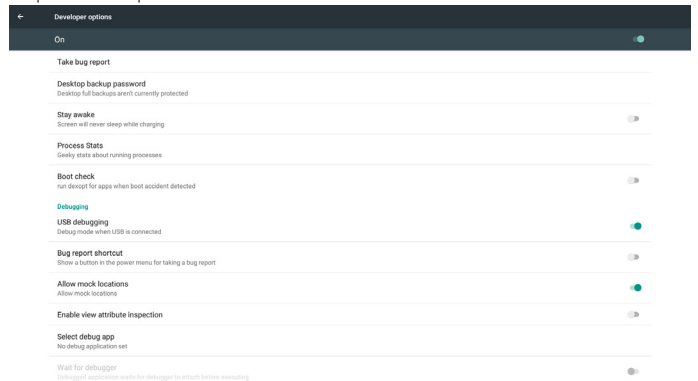 Developer options
On
Take bug report
Desktop backup password
Desktop full backups aren't currently protected
Stay awake
Screen will never sleep while charging
Process Stats
Geeky stats about running processes
Boot check
run dexopt for apps when boot accident detected
Debugging
USB debugging
Debug mode when USB is connected
Bug report shortcut
Show a button in the power menu for taking a bug report
Allow mock locations
Allow mock locations
Enable view attribute inspection
Select debug app
No debug application set
Wait for debugger
Debugged application waits for debugger to attach before executing